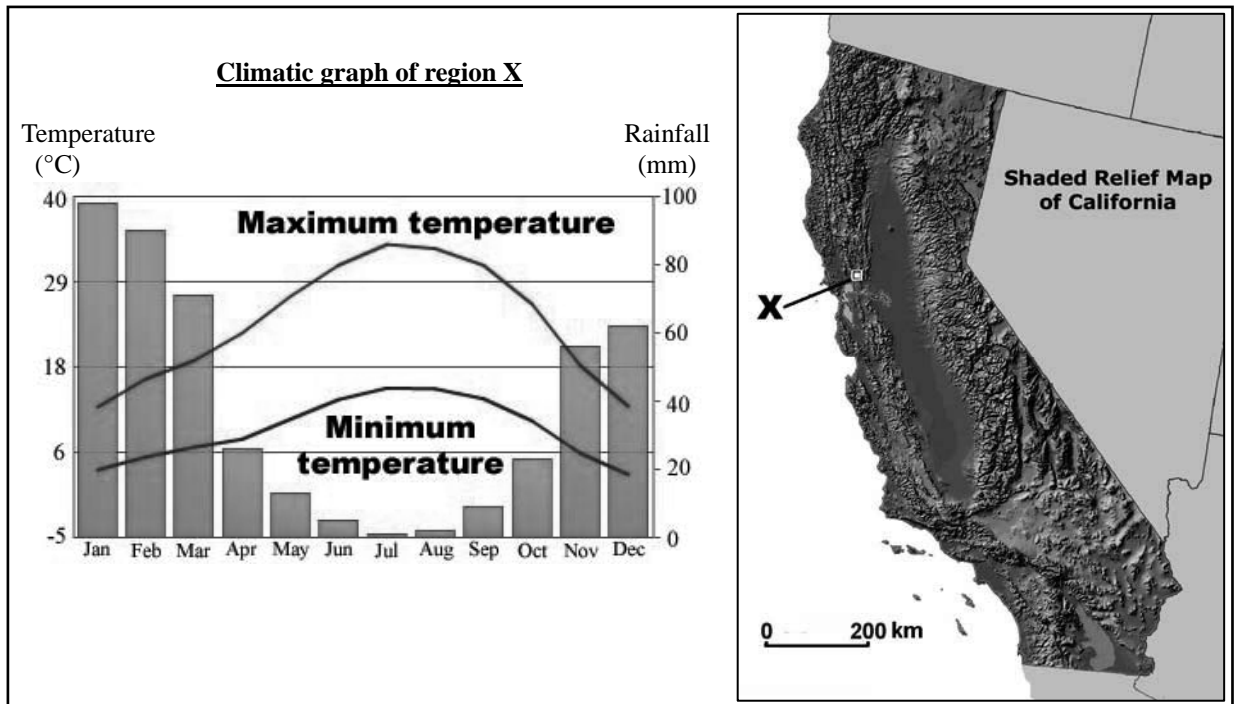 Climatic graph of region X
Temperature
(°C)
Rainfall
(mm)
Maximum temperature
Minimum
temperature
40
29
18
6
-5
100
80
60
40
20
0
Jan Feb Mar Apr May Jun Jul Aug Sep Oct Nov Dec
Shaded Relief Map
of California
X
0 200 km